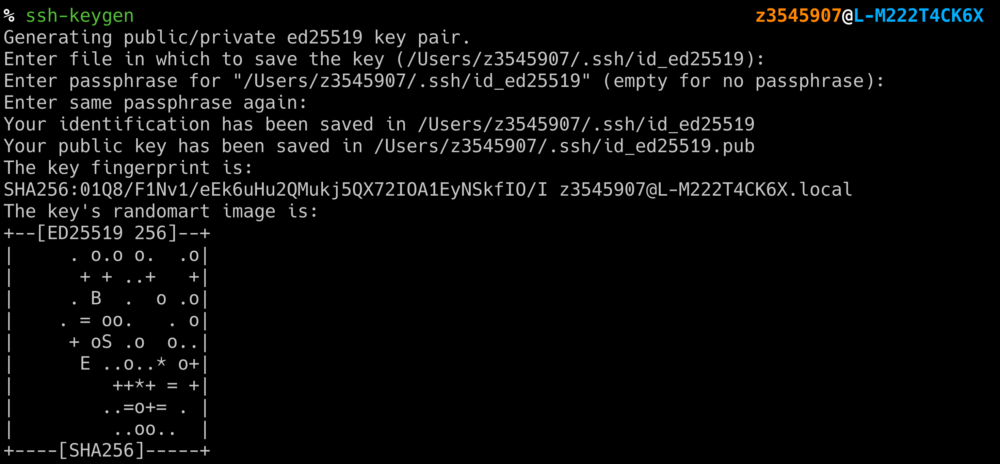 % ssh-keygen                                                         z3545907@L-M222T4CK6X
Generating public/private ed25519 key pair.
Enter file in which to save the key (/Users/z3545907/.ssh/id_ed25519):
Enter passphrase for "/Users/z3545907/.ssh/id_ed25519" (empty for no passphrase):
Enter same passphrase again:
Your identification has been saved in /Users/z3545907/.ssh/id_ed25519
Your public key has been saved in /Users/z3545907/.ssh/id_ed25519.pub
The key fingerprint is:
SHA256:01Q8/F1Nv1/eEk6uHu2QMukj5QX72IOA1EyNSkfIO/I z3545907@L-M222T4CK6X.local
The key's randomart image is:
+--[ED25519 256]--+
|     . o.o o.  .o|
|      + + ..+   +|
|     . B  .  o .o|
|    . = oo.   . o|
|     + oS .o  o..|
|      E ..o..* o+|
|         ++*+ = +|
|        ..=o+= . |
|         ..oo..  |
+----[SHA256]-----+